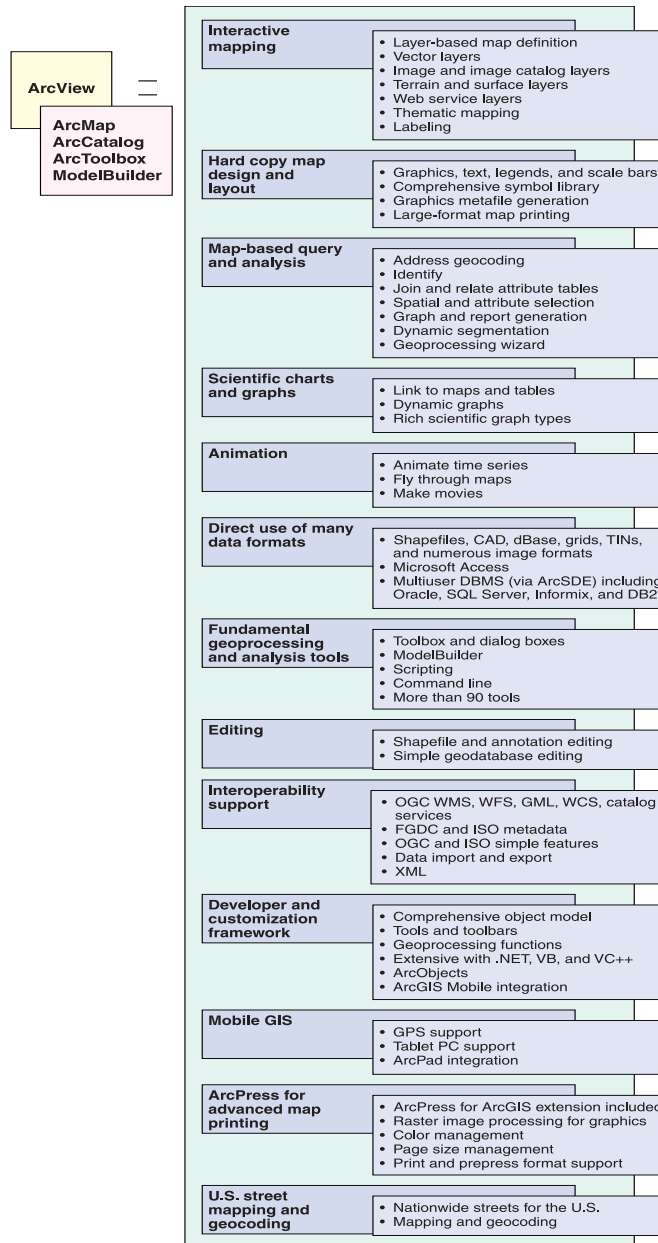 ArcView
ArcMap
ArcCatalog
ArcToolbox
ModelBuilder
Interactive
mapping
• Layer-based map definition
• Vector layers
• Image and image catalog layers
• Terrain and surface layers
• Web service layers
• Thematic mapping
• Labeling
Hard copy map
design and
layout
• Graphics, text, legends, and scale bars
• Comprehensive symbol library
• Graphics metafile generation
• Large-format map printing
Map-based query
and analysis
• Address geocoding
• Identify
• Join and relate attribute tables
• Spatial and attribute selection
• Graph and report generation
• Dynamic segmentation
• Geoprocessing wizard
Scientific charts
and graphs
• Link to maps and tables
• Dynamic graphs
• Rich scientific graph types
Animation
• Animate time series
• Fly through maps
• Make movies
Direct use of many
data formats
• Shapefiles, CAD, dBase, grids, TINs,
and numerous image formats
• Microsoft Access
• Multiuser DBMS (via ArcSDE) including
Oracle, SQL Server, Informix, and DB2
Fundamental
geoprocessing
and analysis tools
• Toolbox and dialog boxes
• ModelBuilder
• Scripting
• Command line
• More than 90 tools
Editing
• Shapefile and annotation editing
• Simple geodatabase editing
Interoperability
support
• OGC WMS, WFS, GML, WCS, catalog
services
• FGDC and ISO metadata
• OGC and ISO simple features
• Data import and export
• XML
Developer and
customization
framework
• Comprehensive object model
• Tools and toolbars
• Geoprocessing functions
• Extensive with .NET, VB, and VC++
• ArcObjects
• ArcGIS Mobile integration
Mobile GIS
• GPS support
• Tablet PC support
• ArcPad integration
ArcPress for
advanced map
printing
• ArcPress for ArcGIS extension included
• Raster image processing for graphics
• Color management
• Page size management
• Print and prepress format support
U.S. street
mapping and
geocoding
• Nationwide streets for the U.S.
• Mapping and geocoding